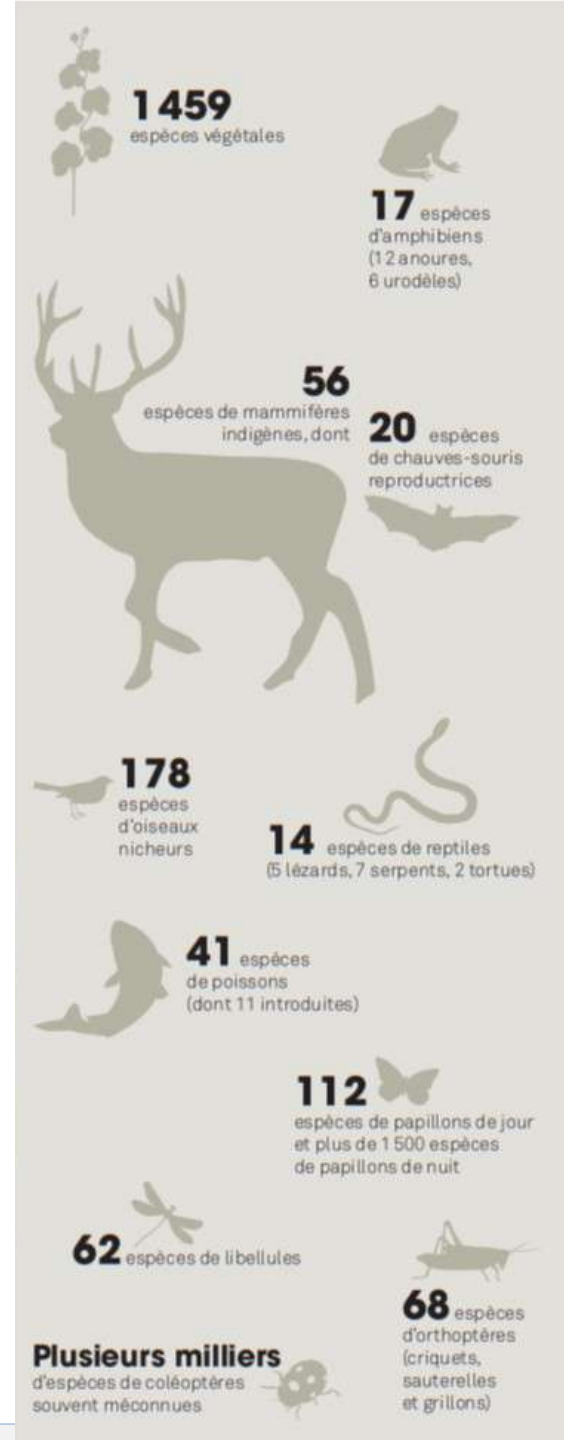 1 459
espèces végétales
17 espèces
d'amphibiens
(12 anoures,
6 urodèles)
56
espèces de mammifères
indigènes, dont
20 espèces
de chauves-souris
reproductrices
178
espèces
d'oiseaux
nicheurs
14 espèces de reptiles
(5 lézards, 7 serpents, 2 tortues)
41 espèces
de poissons
(dont 11 introduites)
112
espèces de papillons de jour
et plus de 1 500 espèces
de papillons de nuit
62 espèces de libellules
68 espèces
d'orthoptères
(criquets,
sauterelles
et grillons)
Plusieurs milliers
d'espèces de coléoptères
souvent méconnues